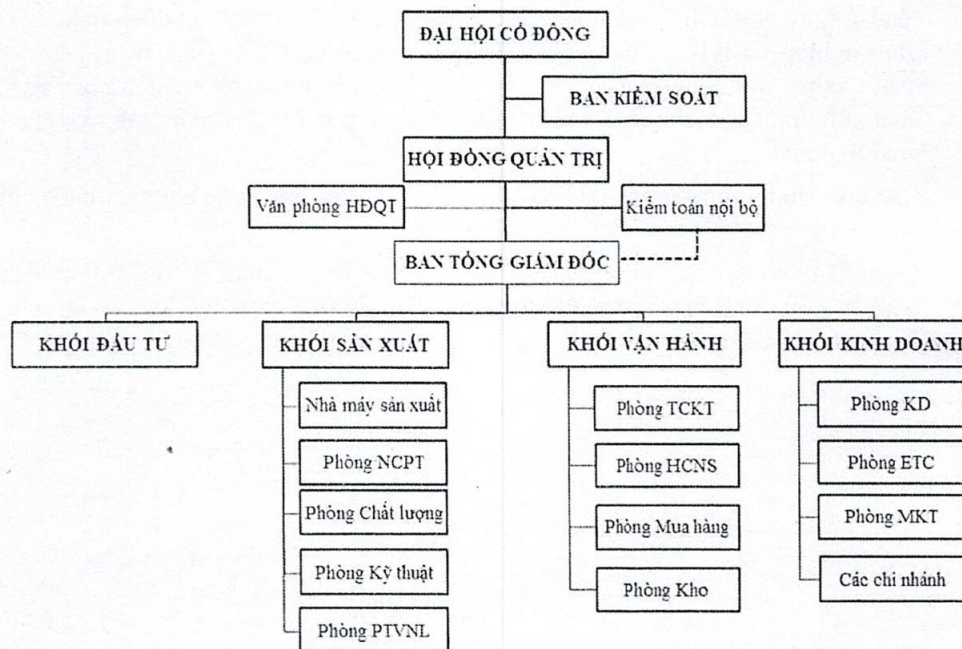 ĐẠI HỘI CỔ ĐÔNG
BAN KIỂM SOÁT
HỘI ĐỒNG QUẢN TRỊ
Văn phòng HĐQT
Kiểm toán nội bộ
BAN TỔNG GIÁM ĐỐC
KHỐI ĐẦU TƯ
KHỐI SẢN XUẤT
KHỐI VẬN HÀNH
KHỐI KINH DOANH
Nhà máy sản xuất
Phòng NCPT
Phòng Chất lượng
Phòng Kỹ thuật
Phòng PTVNL
Phòng TCKT
Phòng HCNS
Phòng Mua hàng
Phòng Kho
Phòng KD
Phòng ETC
Phòng MKT
Các chi nhánh